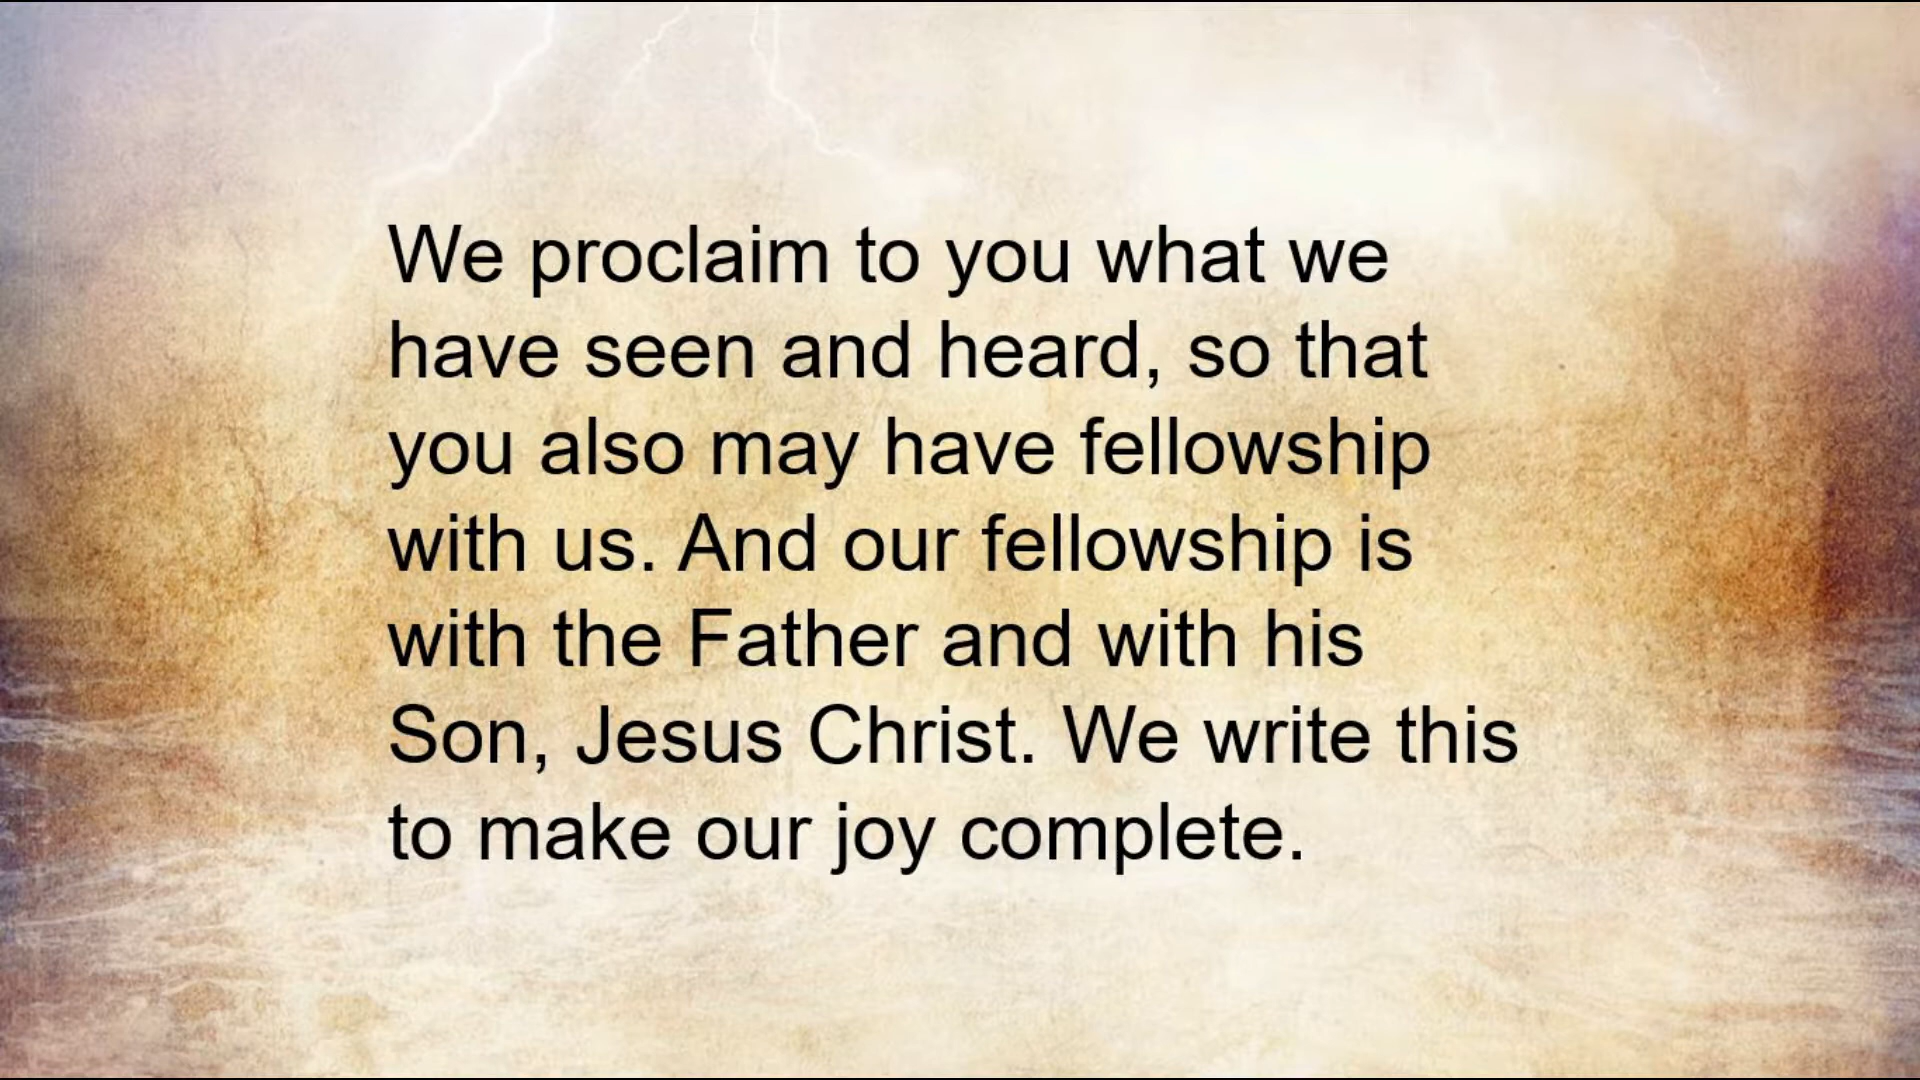 We proclaim to you what we
have seen and heard, so that
you also may have fellowship
with us. And our fellowship is
with the Father and with his
Son, Jesus Christ. We write this
to make our joy complete.